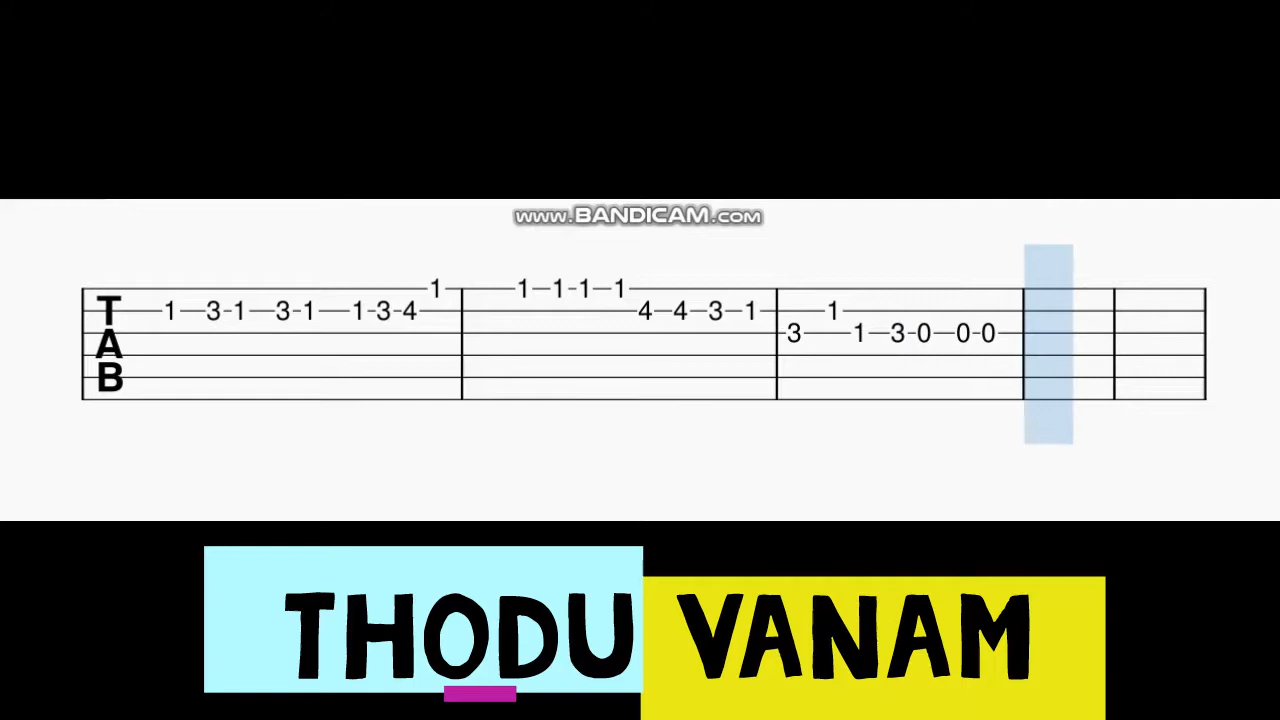 www.BANDICAM.com
1 1 1 1 1
T 1 3 1 3 1 1 3 4 4 4 3 1 1
A 3 1 3 0 0 0
B
THODU VANAM